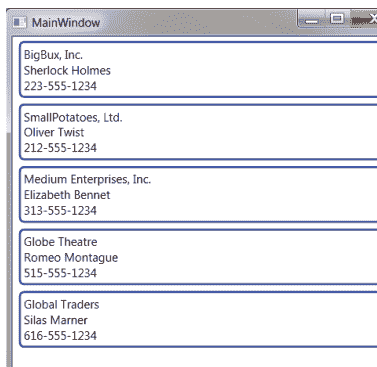 MainWindow
BigBux, Inc.
Sherlock Holmes
223-555-1234
SmallPotatoes, Ltd.
Oliver Twist
212-555-1234
Medium Enterprises, Inc.
Elizabeth Bennet
313-555-1234
Globe Theatre
Romeo Montague
515-555-1234
Global Traders
Silas Marner
616-555-1234